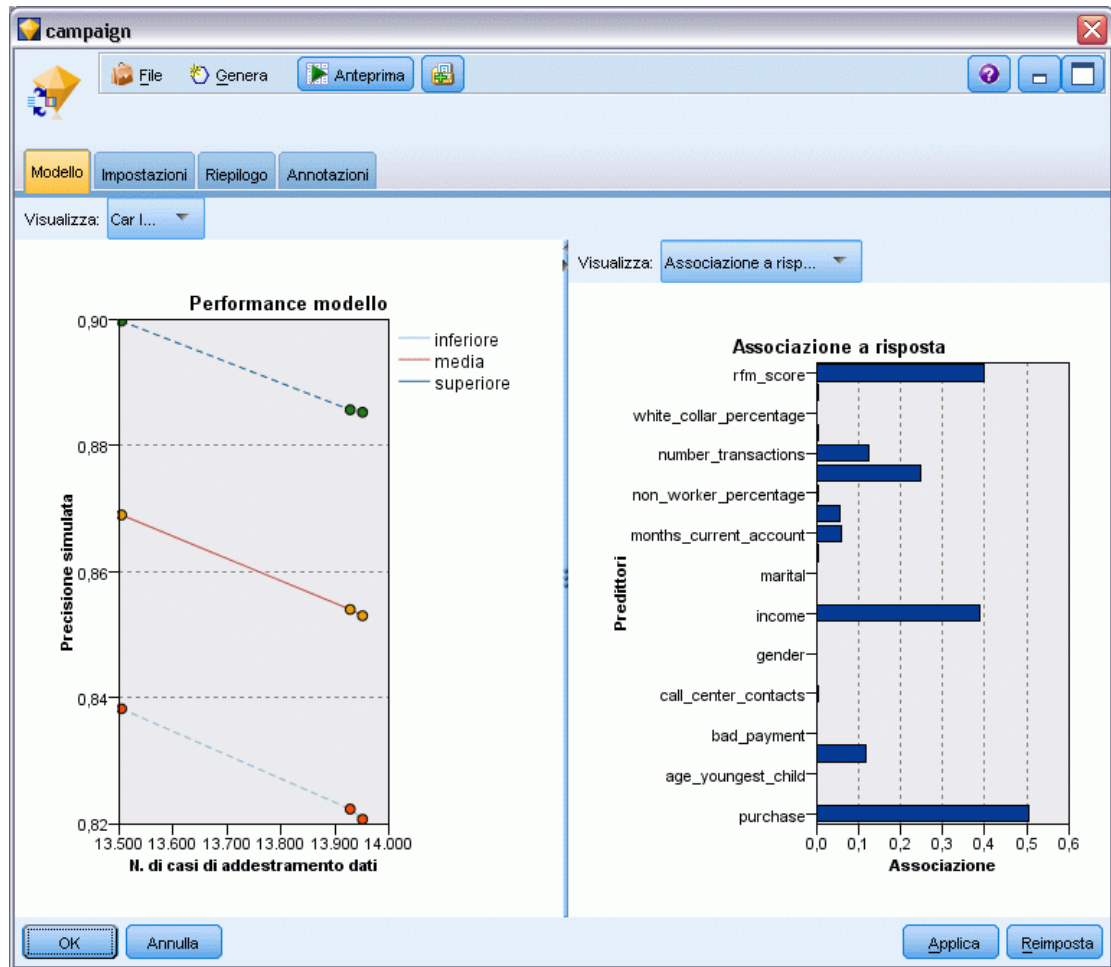 campaign
File Genera Anteprima
Modello Impostazioni Riepilogo Annotazioni
Visualizza: Car I...
Performance modello
0,90
0,88
0,86
0,84
0,82
Precisione simulata
13.500 13.600 13.700 13.800 13.900 14.000
N. di casi di addestramento dati
inferiore
media
superiore
Visualizza: Associazione a risp...
Associazione a risposta
rfm_score
white_collar_percentage
number_transactions
non_worker_percentage
months_current_account
marital
income
gender
call_center_contacts
bad_payment
age_youngest_child
purchase
Predittori
0,0 0,1 0,2 0,3 0,4 0,5 0,6
Associazione
OK Annulla Applica Reimposta